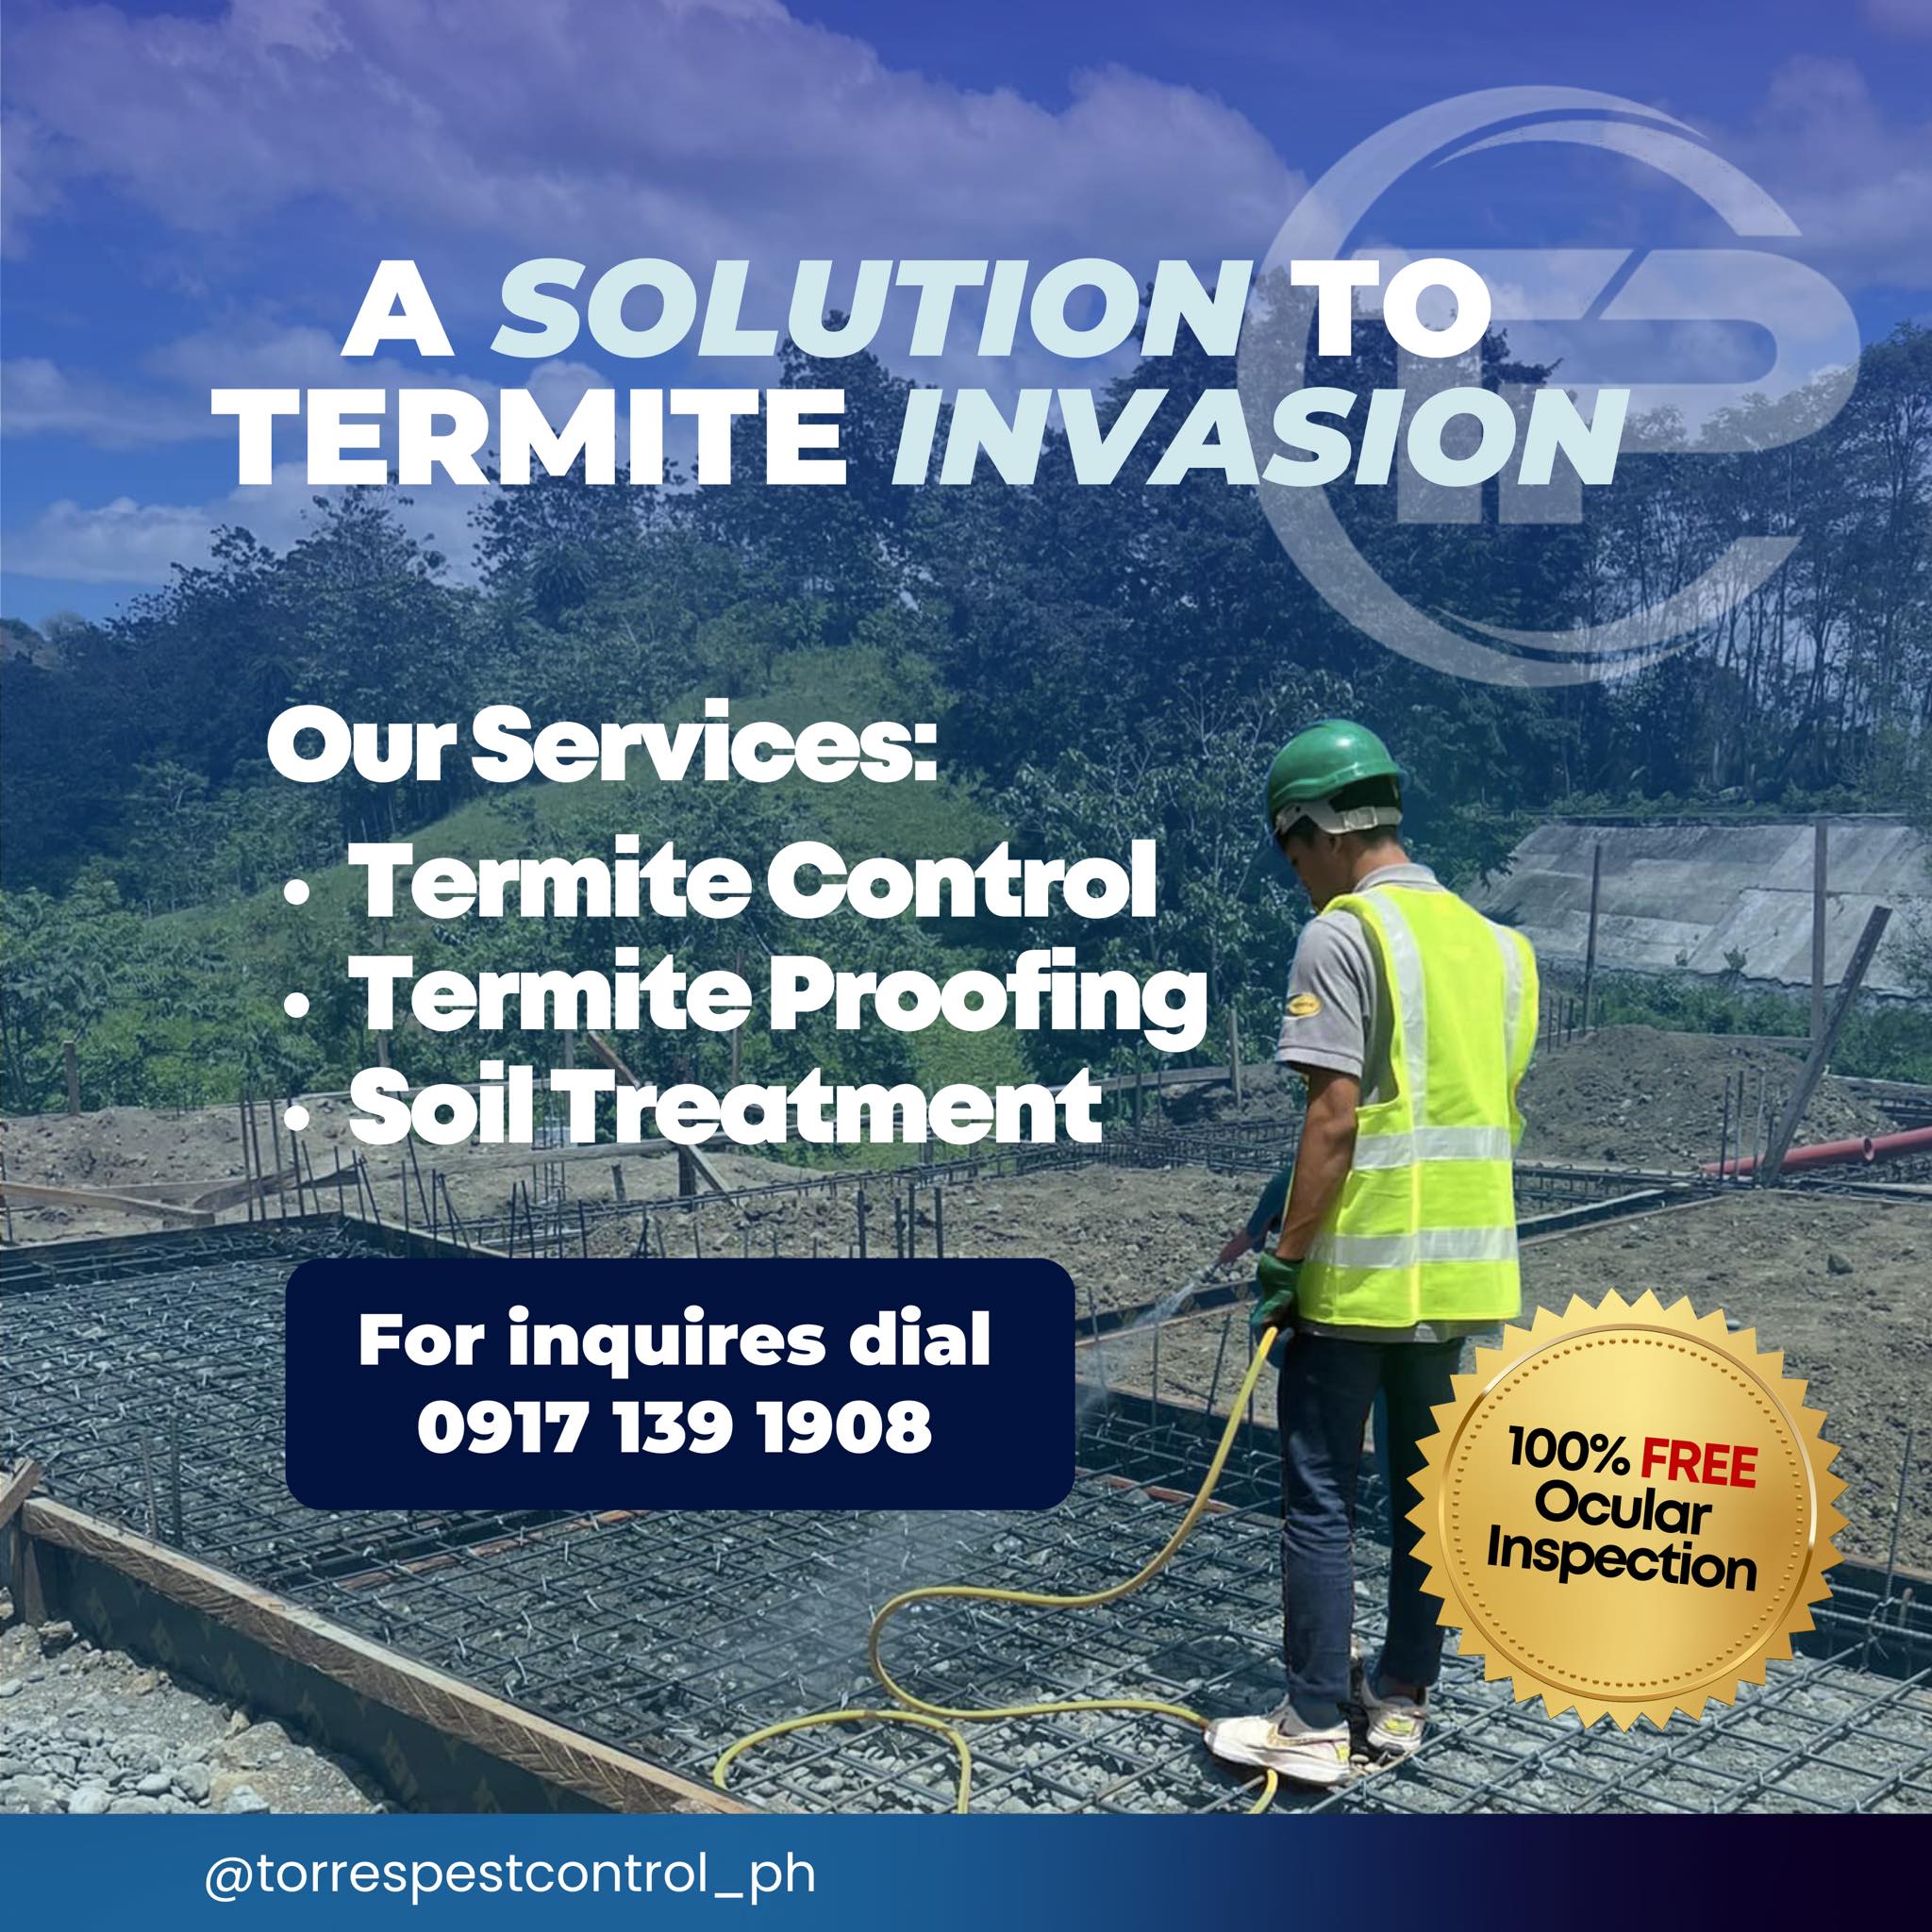 A SOLUTION TO
TERMITE INVASION
Our Services:
• Termite Control
• Termite Proofing
• Soil Treatment
For inquires dial
0917 139 1908
100% FREE
Ocular
Inspection
@torrespestcontrol_ph